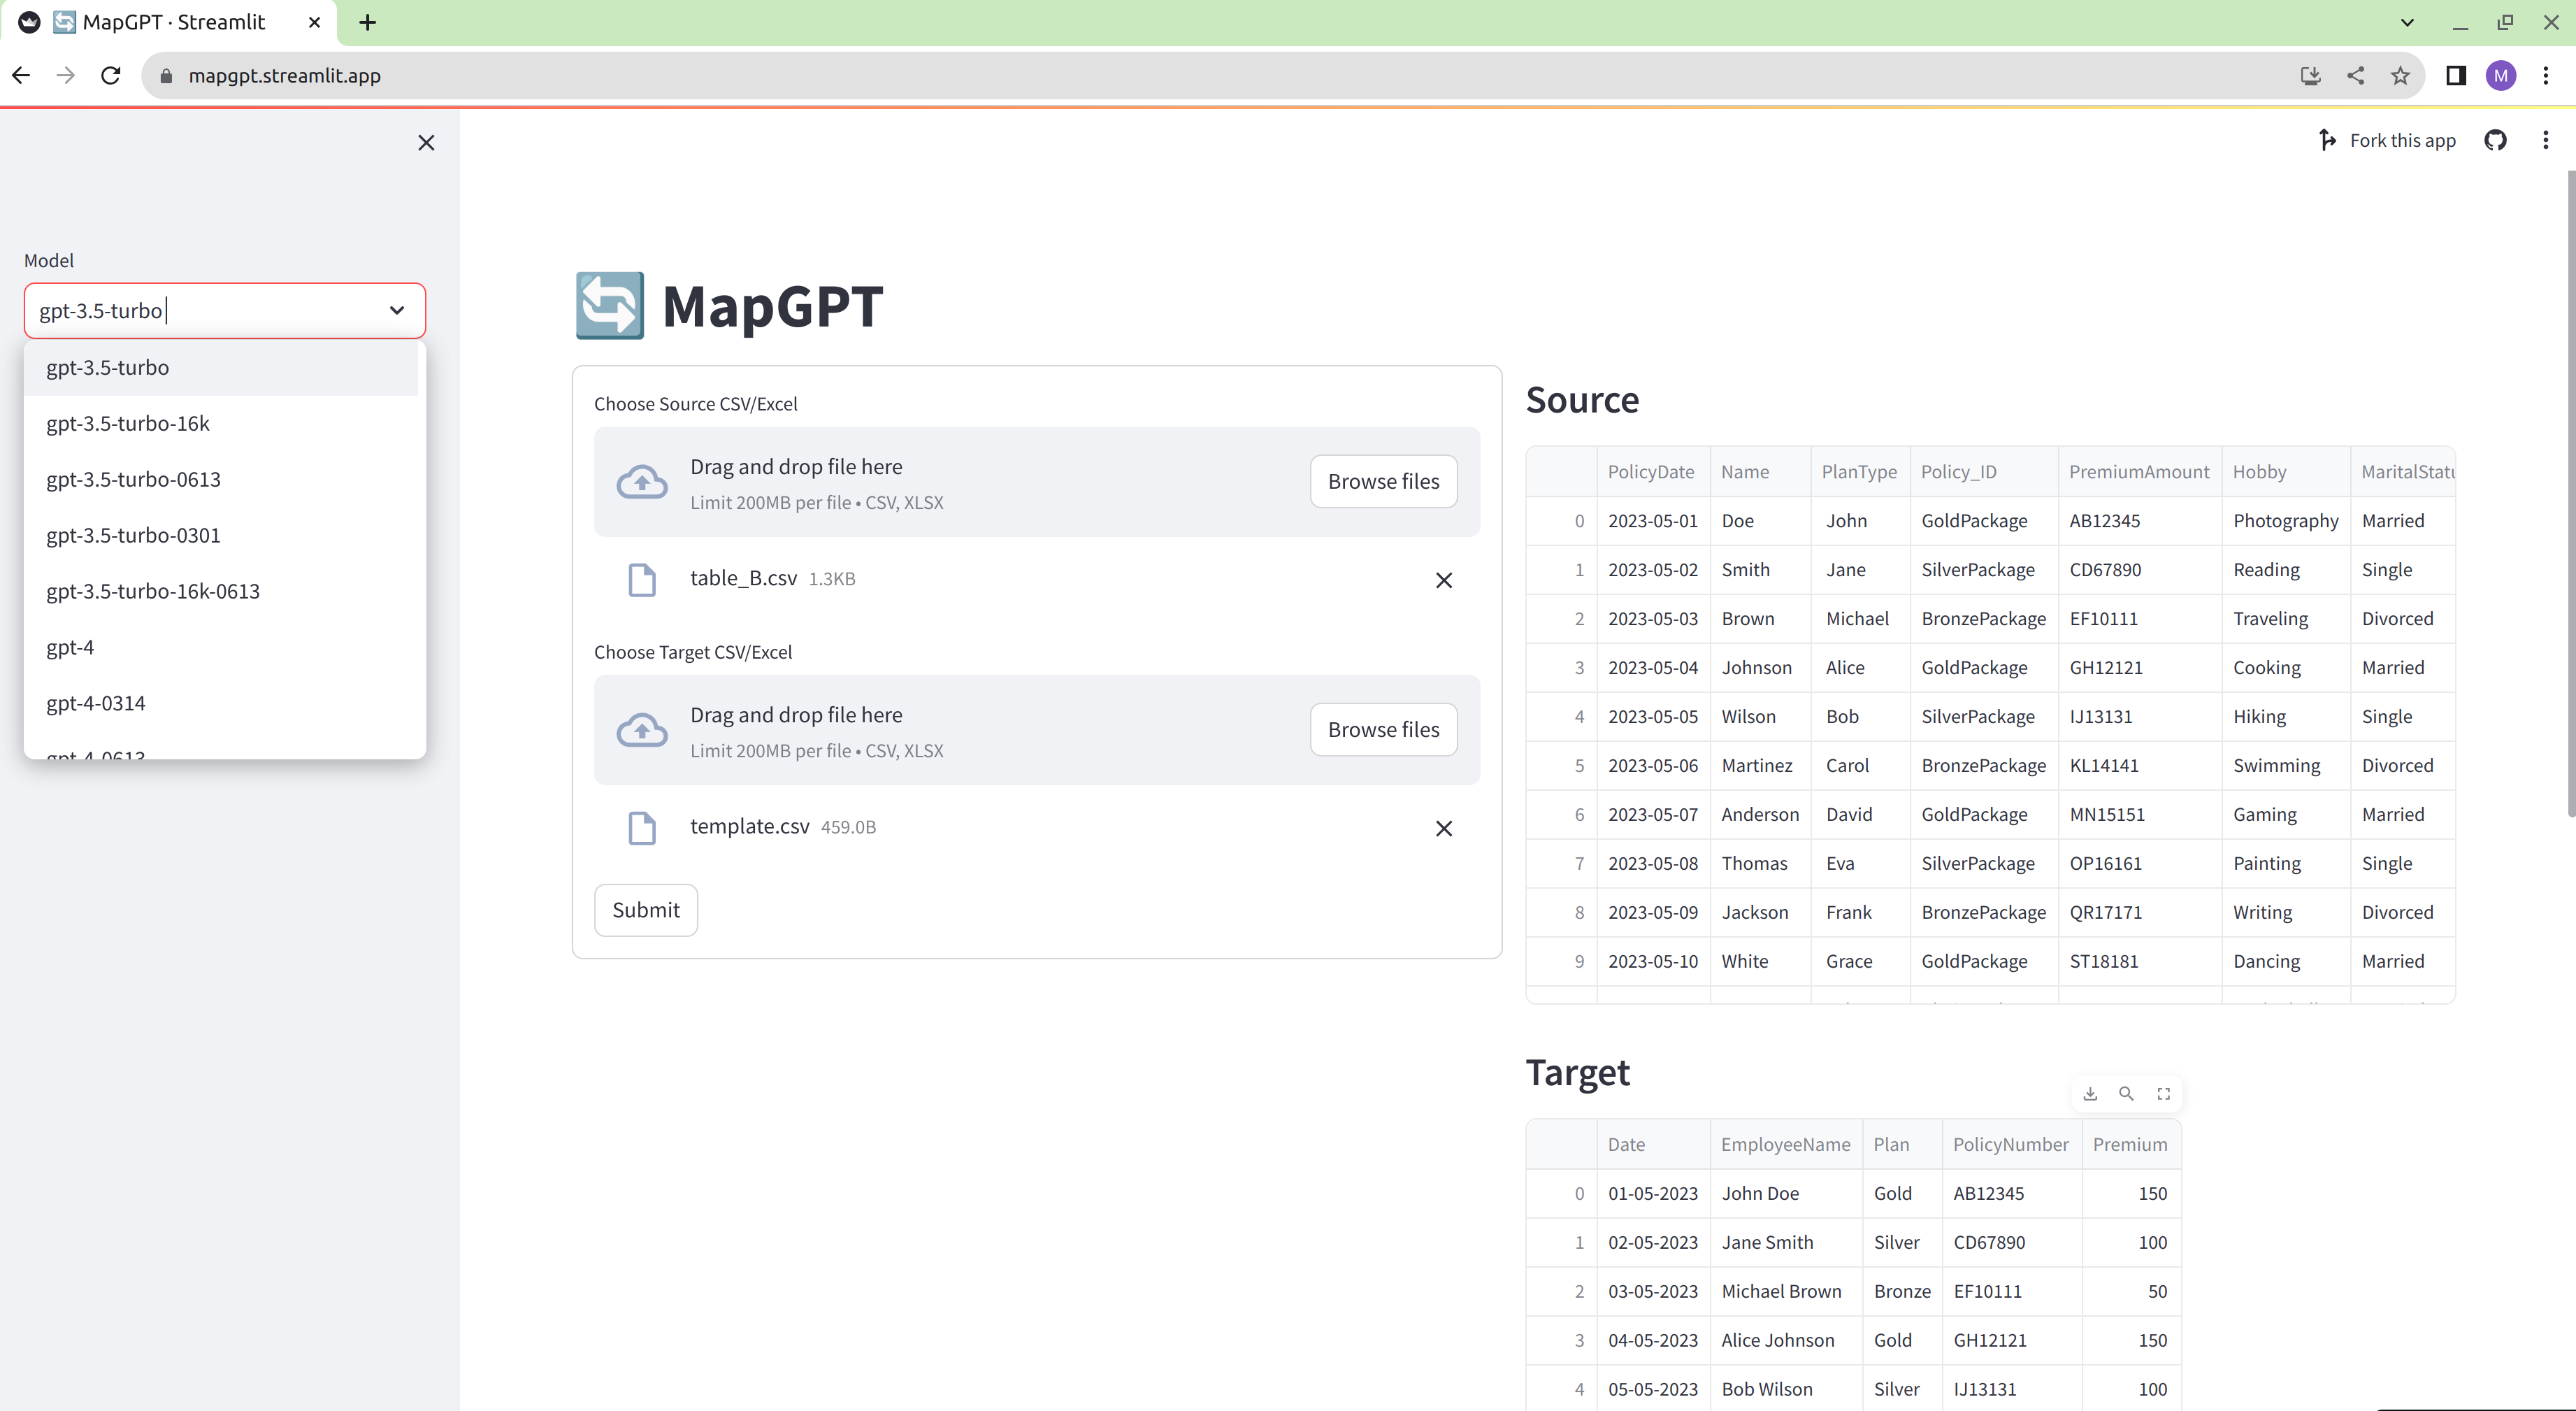 MapGPT · Streamlit
mapgpt.streamlit.app
M
Fork this app
Model
gpt-3.5-turbo
gpt-3.5-turbo
gpt-3.5-turbo-16k
gpt-3.5-turbo-0613
gpt-3.5-turbo-0301
gpt-3.5-turbo-16k-0613
gpt-4
gpt-4-0314
gpt-4-0613
MapGPT
Choose Source CSV/Excel
Drag and drop file here
Limit 200MB per file • CSV, XLSX
Browse files
table_B.csv 1.3KB
Choose Target CSV/Excel
Drag and drop file here
Limit 200MB per file • CSV, XLSX
Browse files
template.csv 459.0B
Submit
Source
PolicyDate Name PlanType Policy_ID PremiumAmount Hobby MaritalStatu
0 2023-05-01 Doe John GoldPackage AB12345 Photography Married
1 2023-05-02 Smith Jane SilverPackage CD67890 Reading Single
2 2023-05-03 Brown Michael BronzePackage EF10111 Traveling Divorced
3 2023-05-04 Johnson Alice GoldPackage GH12121 Cooking Married
4 2023-05-05 Wilson Bob SilverPackage IJ13131 Hiking Single
5 2023-05-06 Martinez Carol BronzePackage KL14141 Swimming Divorced
6 2023-05-07 Anderson David GoldPackage MN15151 Gaming Married
7 2023-05-08 Thomas Eva SilverPackage OP16161 Painting Single
8 2023-05-09 Jackson Frank BronzePackage QR17171 Writing Divorced
9 2023-05-10 White Grace GoldPackage ST18181 Dancing Married
Target
Date EmployeeName Plan PolicyNumber Premium
0 01-05-2023 John Doe Gold AB12345 150
1 02-05-2023 Jane Smith Silver CD67890 100
2 03-05-2023 Michael Brown Bronze EF10111 50
3 04-05-2023 Alice Johnson Gold GH12121 150
4 05-05-2023 Bob Wilson Silver IJ13131 100